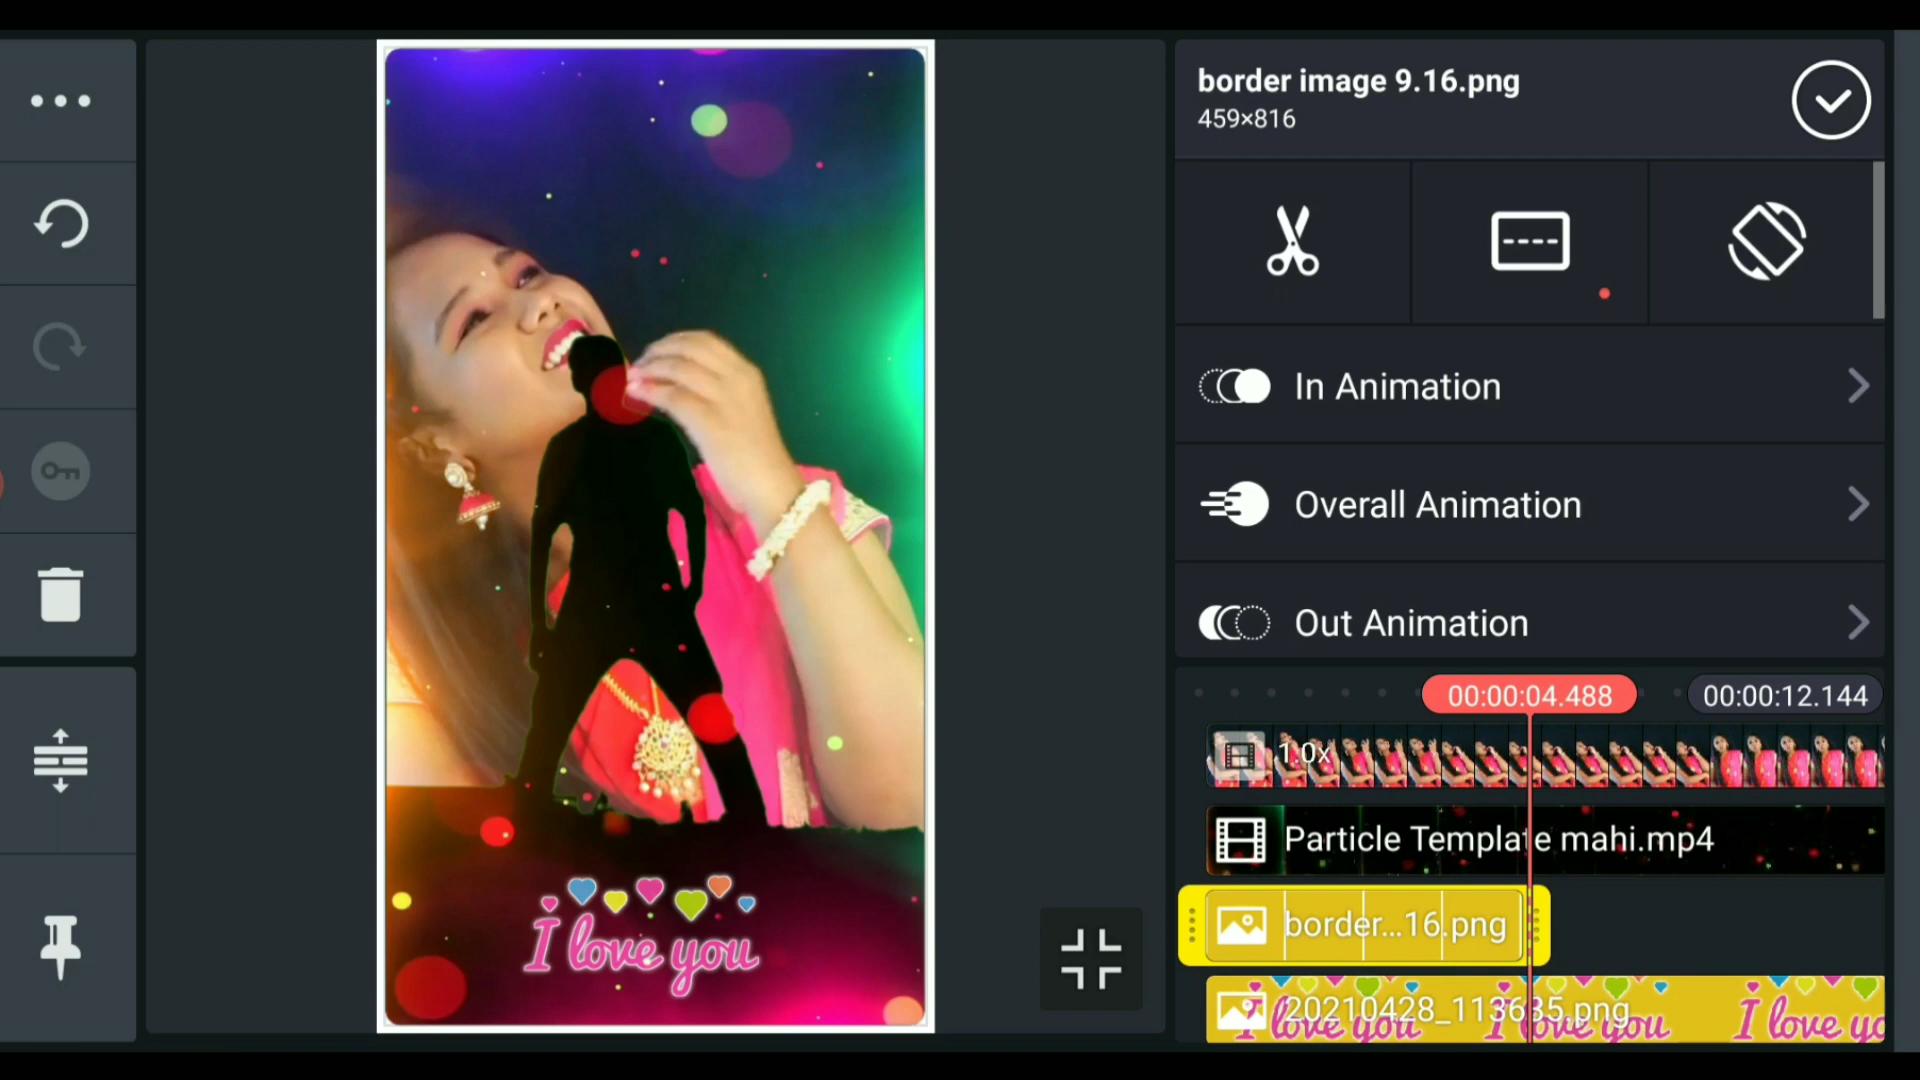 border image 9.16.png
459×816
In Animation
Overall Animation
Out Animation
00:00:04.488
00:00:12.144
1.0x
Particle Template mahi.mp4
border...16.png
20210428_113635.png
I love you
I love you
I love yo
I love you